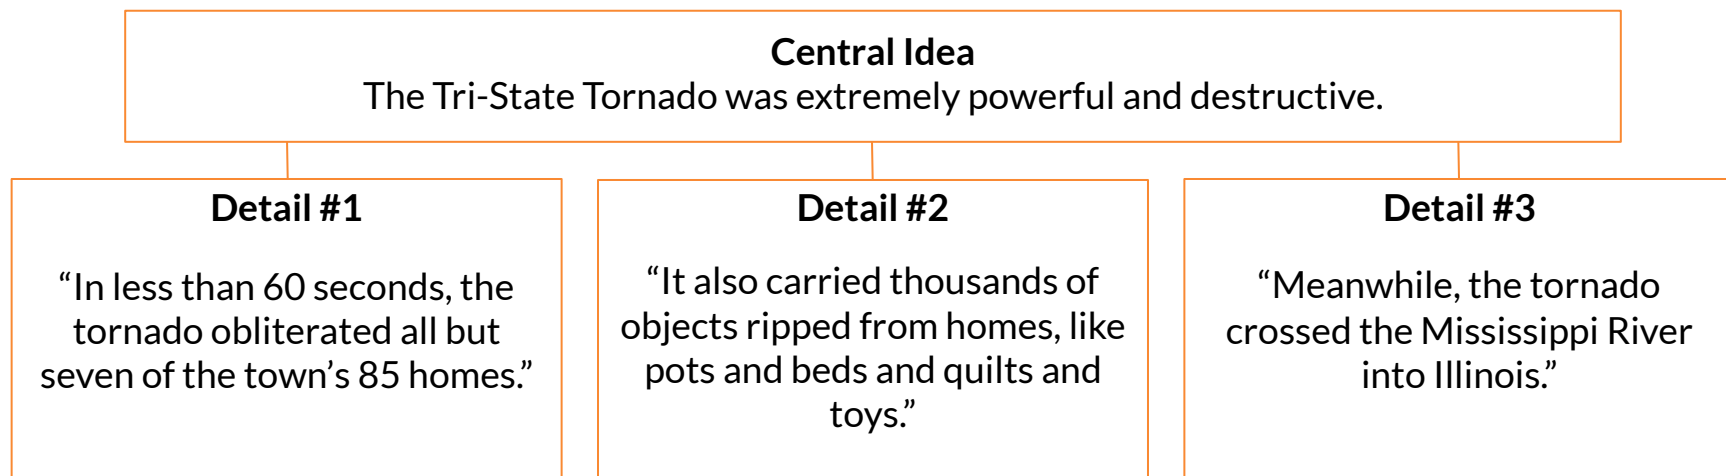 Central Idea
The Tri-State Tornado was extremely powerful and destructive.
Detail #1
“In less than 60 seconds, the
tornado obliterated all but
seven of the town’s 85 homes.”
Detail #2
“It also carried thousands of
objects ripped from homes, like
pots and beds and quilts and
toys.”
Detail #3
“Meanwhile, the tornado
crossed the Mississippi River
into Illinois.”